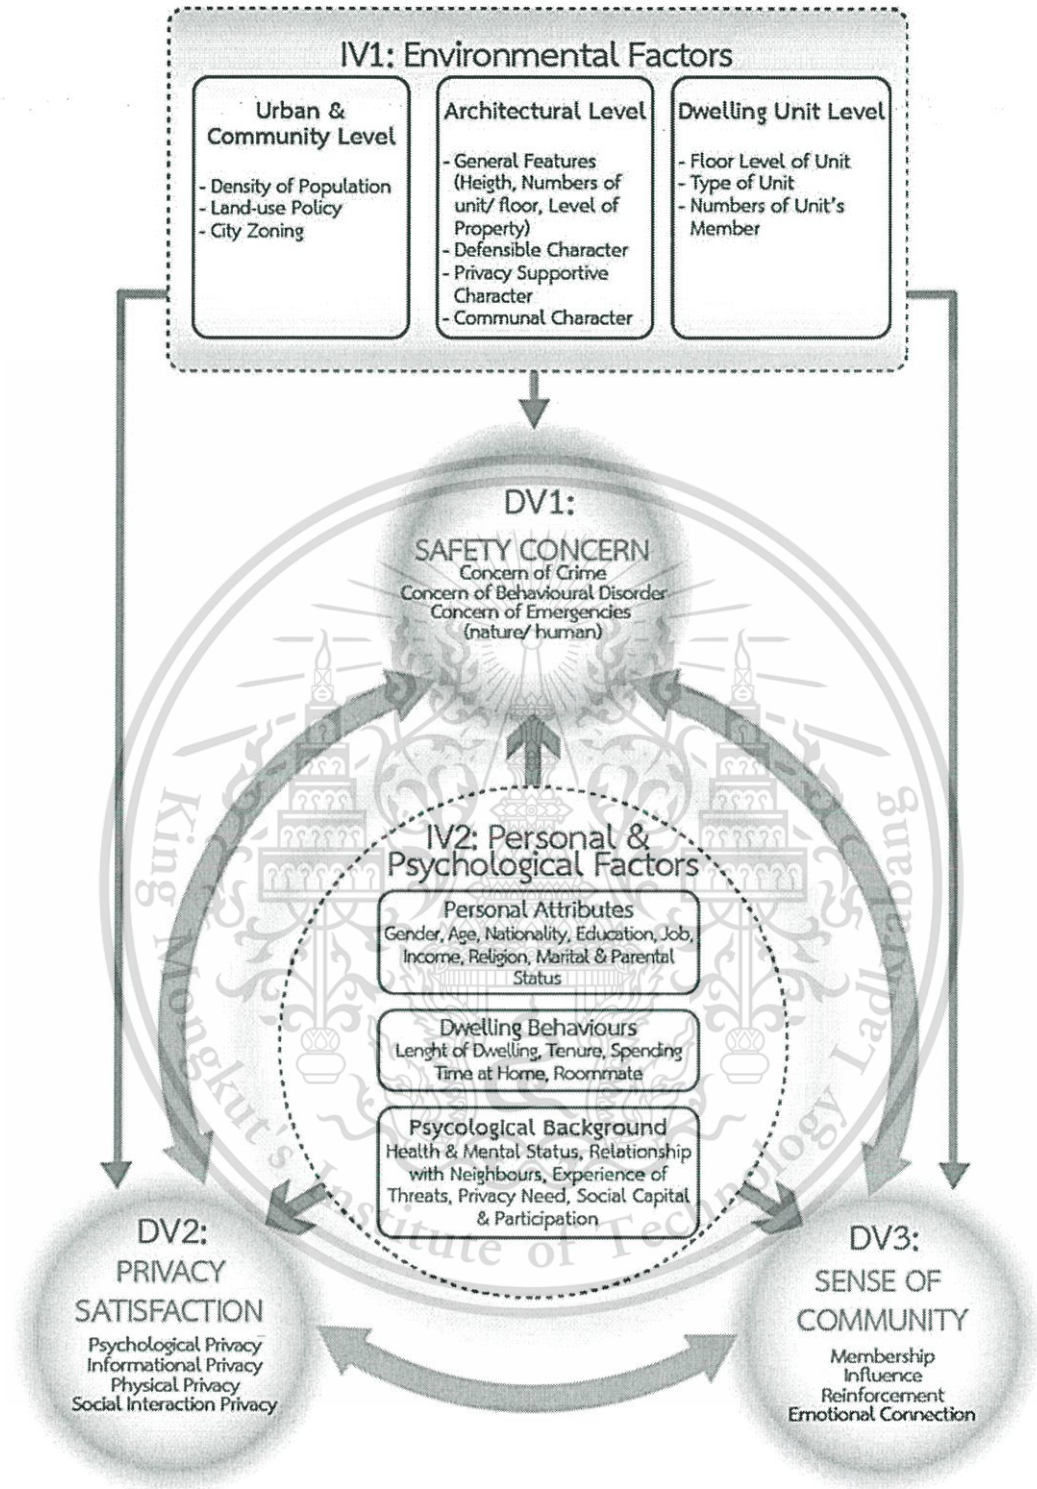 IV1: Environmental Factors
Urban &
Community Level
- Density of Population
- Land-use Policy
- City Zoning
Architectural Level
- General Features
(Heigth, Numbers of
unit/ floor, Level of
Property)
- Defensible Character
- Privacy Supportive
Character
- Communal Character
Dwelling Unit Level
- Floor Level of Unit
- Type of Unit
- Numbers of Unit's
Member
DV1:
SAFETY CONCERN
Concern of Crime
Concern of Behavioural Disorder
Concern of Emergencies
(nature/ human)
IV2: Personal &
Psychological Factors
Personal Attributes
Gender, Age, Nationality, Education, Job,
Income, Religion, Marital & Parental
Status
Dwelling Behaviours
Lenght of Dwelling, Tenure, Spending
Time at Home, Roommate
Psycological Background
Health & Mental Status, Relationship
with Neighbours, Experience of
Threats, Privacy Need, Social Capital
& Participation
DV2:
PRIVACY
SATISFACTION
Psychological Privacy
Informational Privacy
Physical Privacy
Social Interaction Privacy
DV3:
SENSE OF
COMMUNITY
Membership
Influence
Reinforcement
Emotional Connection
King Mongkut's Institute of Technology Ladkrabang